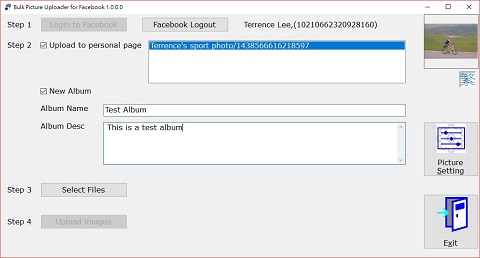 Bulk Picture Uploader for Facebook 1.0.0.0
Step 1 Login to Facebook Facebook Logout Terrence Lee,(10210662320928160)
Step 2 Upload to personal page Terrence's sport photo/1438566616218597
繁
New Album
Album Name Test Album
Album Desc This is a test album
Picture
Setting
Step 3 Select Files
Step 4 Upload images
Exit